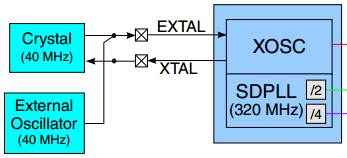 Crystal
(40 MHz)
EXTAL
XTAL
XOSC
SDPLL
(320 MHz)
/2
/4
External
Oscillator
(40 MHz)